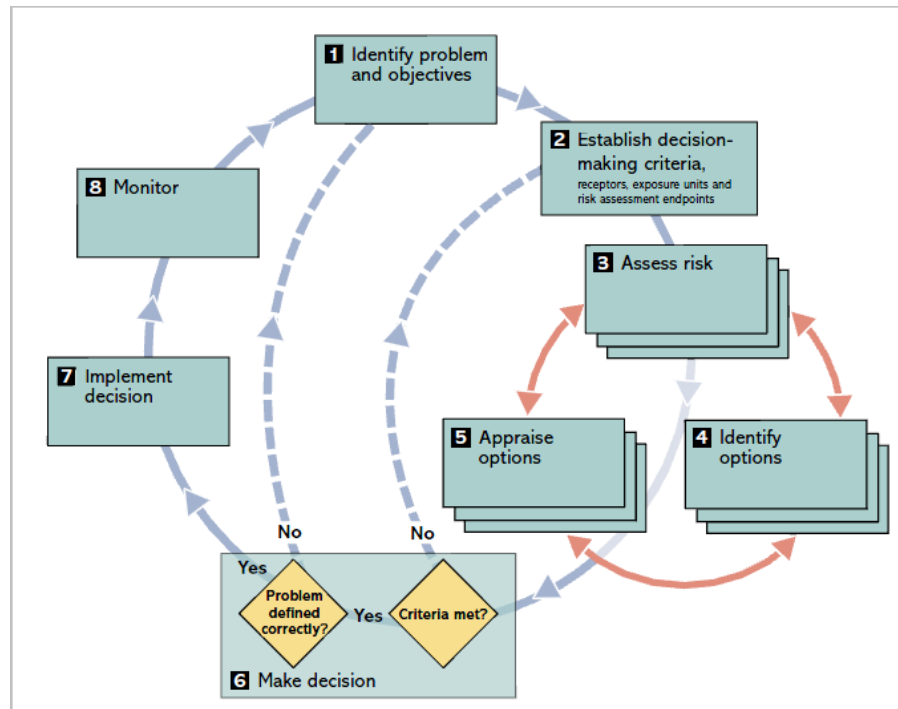 1 Identify problem
and objectives
2 Establish decision-
making criteria,
receptors, exposure units and
risk assessment endpoints
8 Monitor
3 Assess risk
7 Implement
decision
5 Appraise
options
4 Identify
options
No
No
Yes
Problem
defined
correctly?
Yes
Criteria met?
6 Make decision